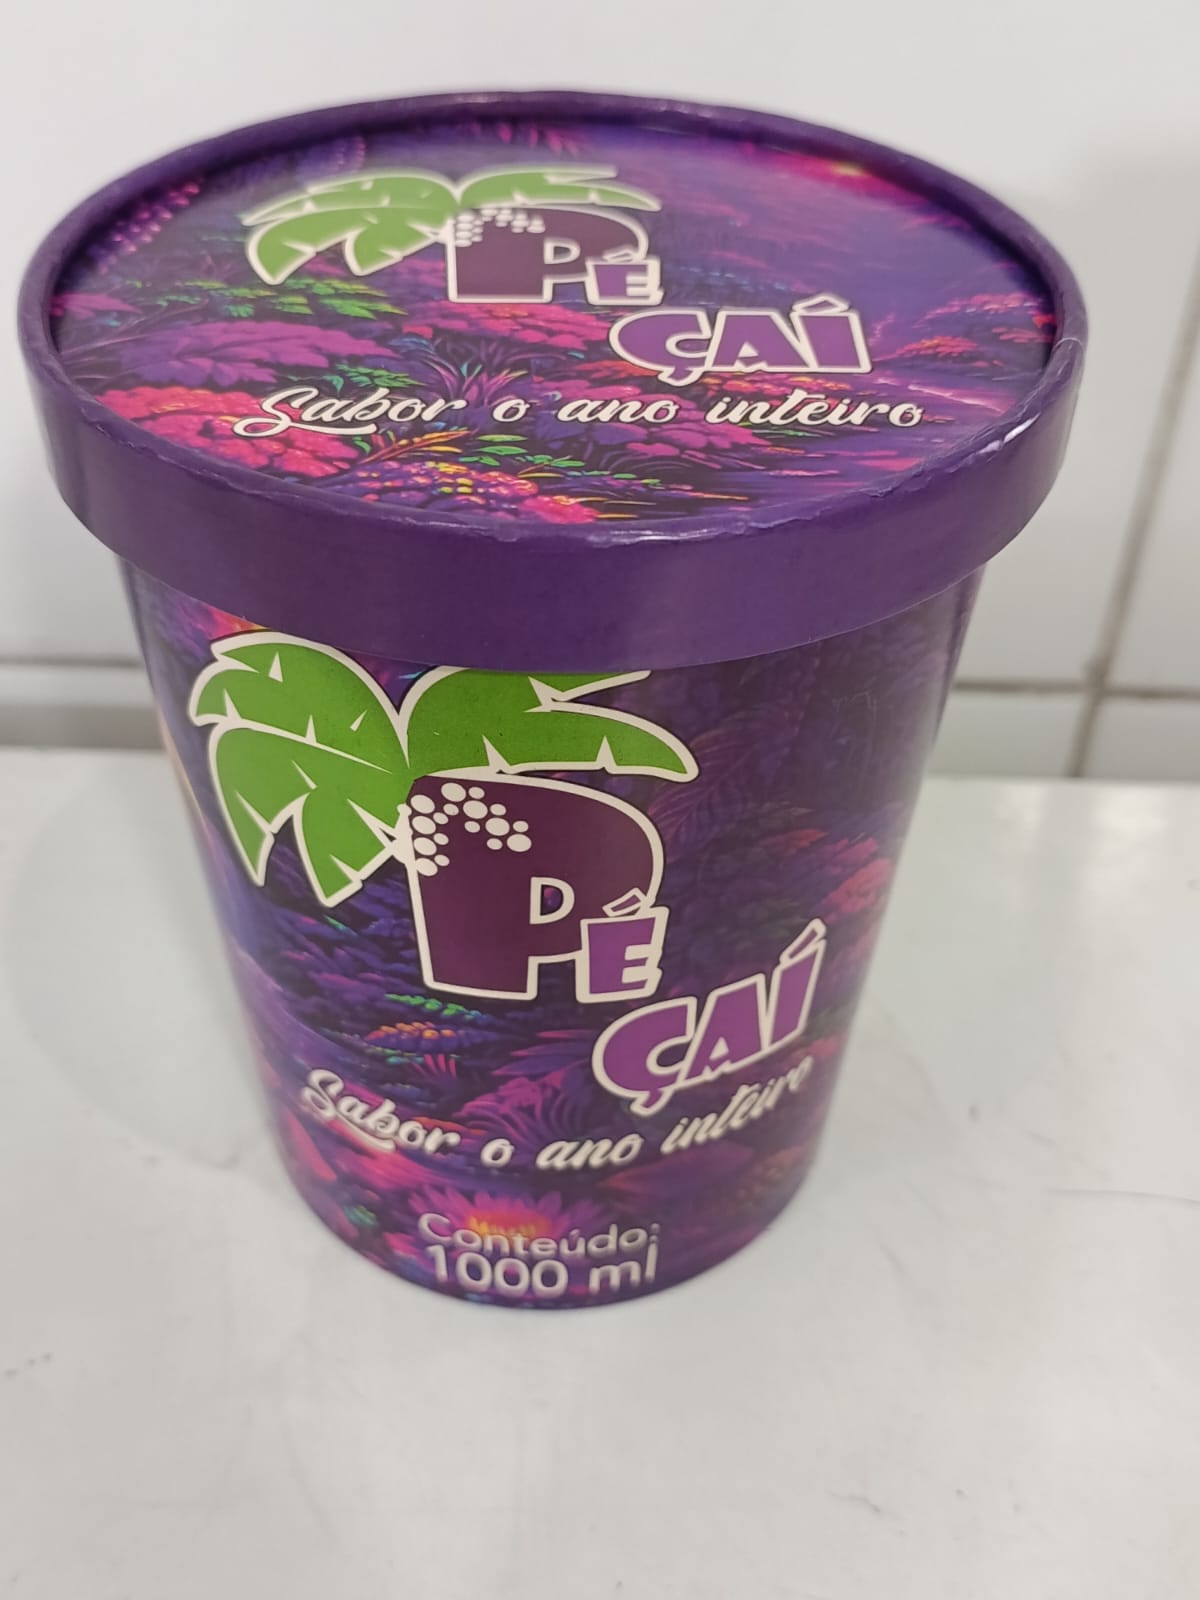 PÉ
ÇAÍ
Sabor o ano inteiro
PÉ
ÇAÍ
Sabor o ano inteiro
Conteúdo:
1000 ml